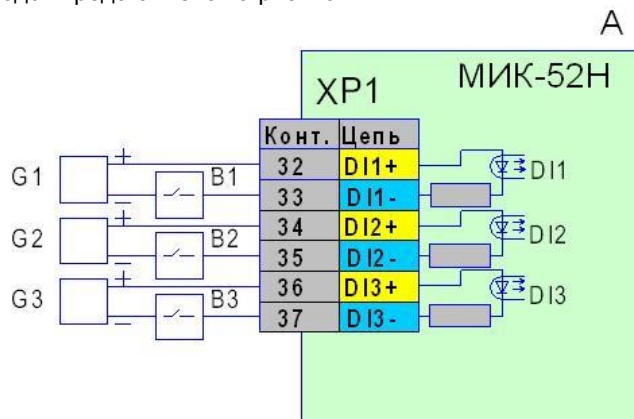 А
МИК-52Н
XP1
Конт. Цепь
G1 + − B1 32 DI1+ DI1
33 DI1-
G2 + − B2 34 DI2+ DI2
35 DI2-
G3 + − B3 36 DI3+ DI3
37 DI3-